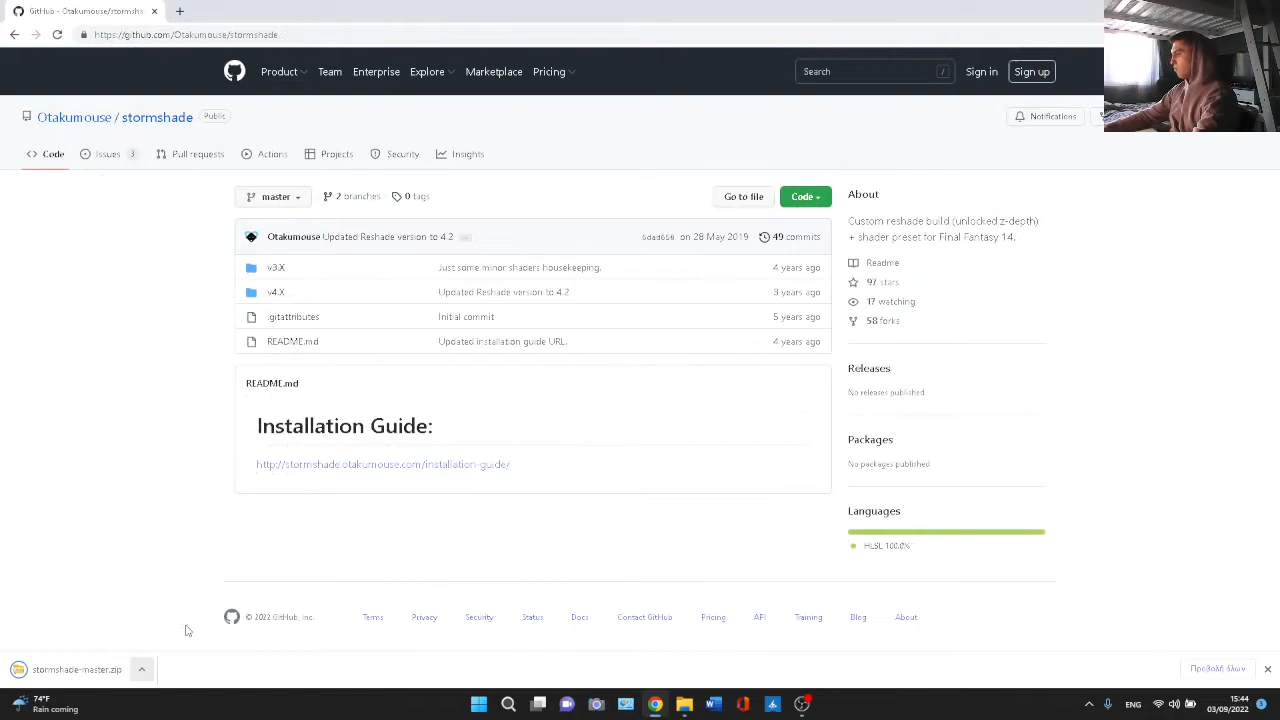 GitHub - Otakumouse/stormsha
https://github.com/Otakumouse/stormshade
Product Team Enterprise Explore Marketplace Pricing
Search /
Sign in Sign up
Otakumouse / stormshade Public
Notifications
Code Issues 3 Pull requests Actions Projects Security Insights
master 2 branches 0 tags Go to file Code
Otakumouse Updated Reshade version to 4.2 ... 6dad650 on 28 May 2019 49 commits
v3.X Just some minor shaders housekeeping. 4 years ago
v4.X Updated Reshade version to 4.2 3 years ago
.gitattributes Initial commit 5 years ago
README.md Updated installation guide URL. 4 years ago
README.md
Installation Guide:
http://stormshade.otakumouse.com/installation-guide/
About
Custom reshade build (unlocked z-depth)
+ shader preset for Final Fantasy 14.
Readme
97 stars
17 watching
58 forks
Releases
No releases published
Packages
No packages published
Languages
HLSL 100.0%
© 2022 GitHub, Inc. Terms Privacy Security Status Docs Contact GitHub Pricing API Training Blog About
stormshade-master.zip
Προβολή όλων
74°F
Rain coming
ENG
15:44
03/09/2022
3